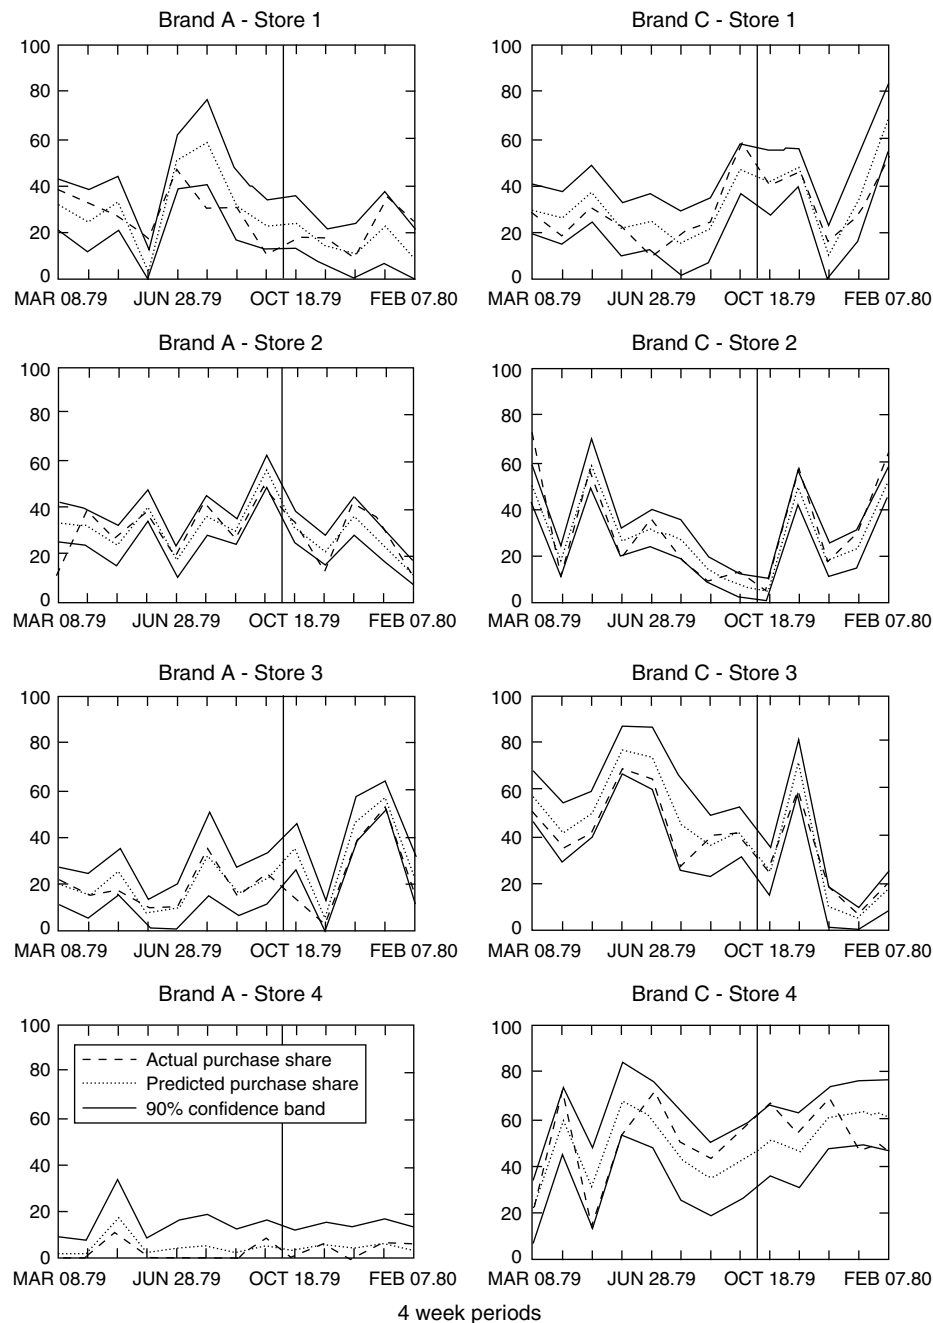 Brand A - Store 1
100
80
60
40
20
0
MAR 08.79 JUN 28.79 OCT 18.79 FEB 07.80
Brand C - Store 1
100
80
60
40
20
0
MAR 08.79 JUN 28.79 OCT 18.79 FEB 07.80
Brand A - Store 2
100
80
60
40
20
0
MAR 08.79 JUN 28.79 OCT 18.79 FEB 07.80
Brand C - Store 2
100
80
60
40
20
0
MAR 08.79 JUN 28.79 OCT 18.79 FEB 07.80
Brand A - Store 3
100
80
60
40
20
0
MAR 08.79 JUN 28.79 OCT 18.79 FEB 07.80
Brand C - Store 3
100
80
60
40
20
0
MAR 08.79 JUN 28.79 OCT 18.79 FEB 07.80
Brand A - Store 4
100
80
60
40
20
0
Actual purchase share
Predicted purchase share
90% confidence band
MAR 08.79 JUN 28.79 OCT 18.79 FEB 07.80
Brand C - Store 4
100
80
60
40
20
0
MAR 08.79 JUN 28.79 OCT 18.79 FEB 07.80
4 week periods